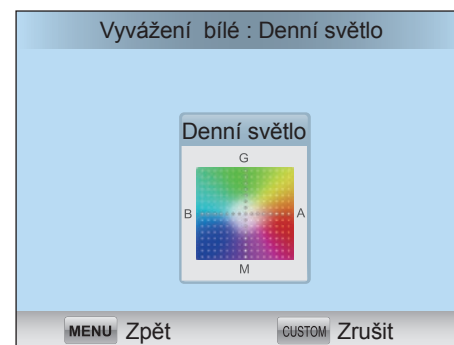 Vyvážení bílé : Denní světlo
Denní světlo
G
B A
M
MENU Zpět CUSTOM Zrušit